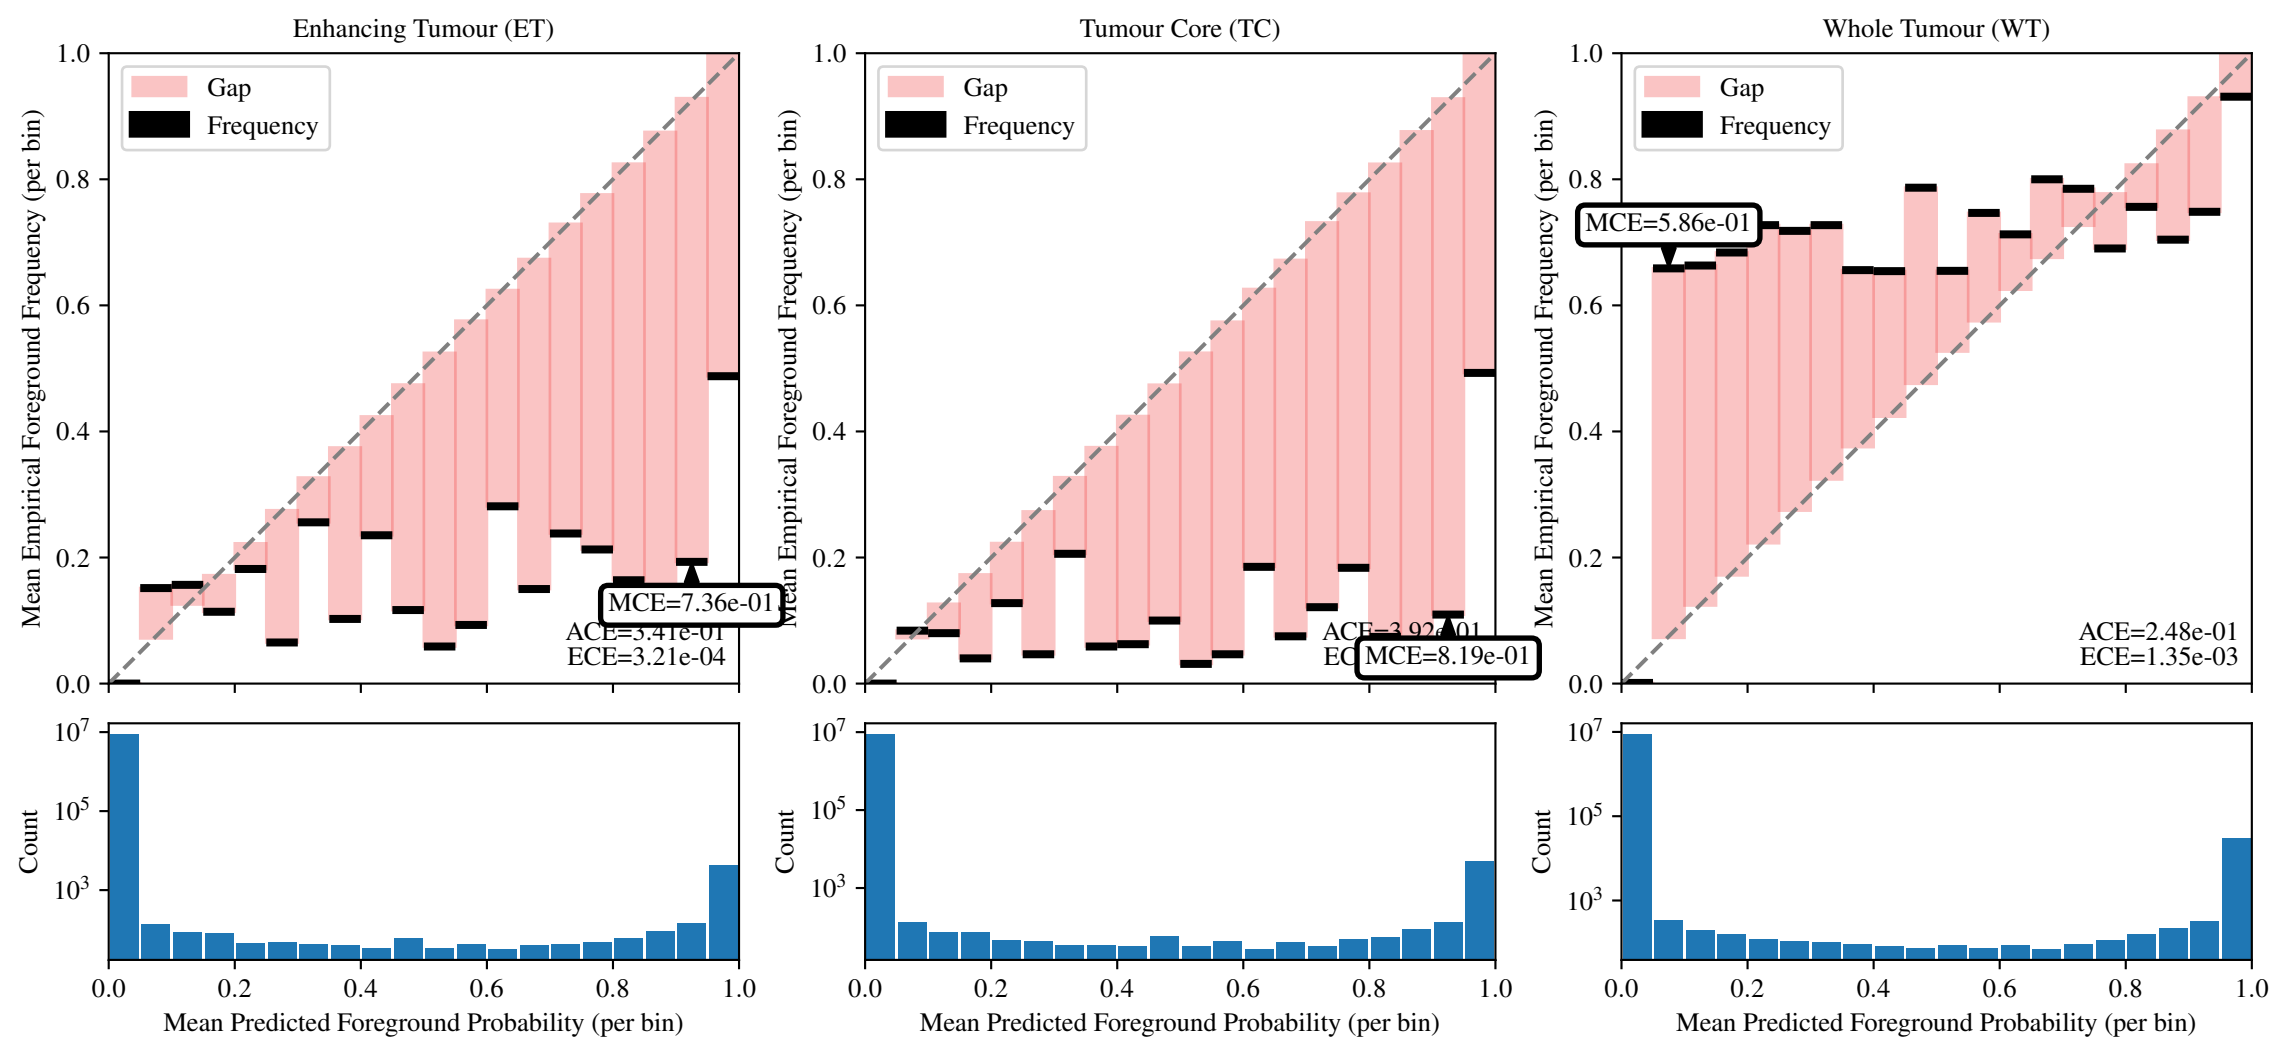 Enhancing Tumour (ET)
Mean Empirical Foreground Frequency (per bin)
1.0
0.8
0.6
0.4
0.2
0.0
Gap
Frequency
MCE=7.36e-01
ACE=3.41e-01
ECE=3.21e-04
Count
10^7
10^5
10^3
0.0 0.2 0.4 0.6 0.8 1.0
Mean Predicted Foreground Probability (per bin)
Tumour Core (TC)
Mean Empirical Foreground Frequency (per bin)
1.0
0.8
0.6
0.4
0.2
0.0
Gap
Frequency
ACE=3.92e-01
MCE=8.19e-01
Count
10^7
10^5
10^3
0.0 0.2 0.4 0.6 0.8 1.0
Mean Predicted Foreground Probability (per bin)
Whole Tumour (WT)
Mean Empirical Foreground Frequency (per bin)
1.0
0.8
0.6
0.4
0.2
0.0
Gap
Frequency
MCE=5.86e-01
ACE=2.48e-01
ECE=1.35e-03
Count
10^7
10^5
10^3
0.0 0.2 0.4 0.6 0.8 1.0
Mean Predicted Foreground Probability (per bin)